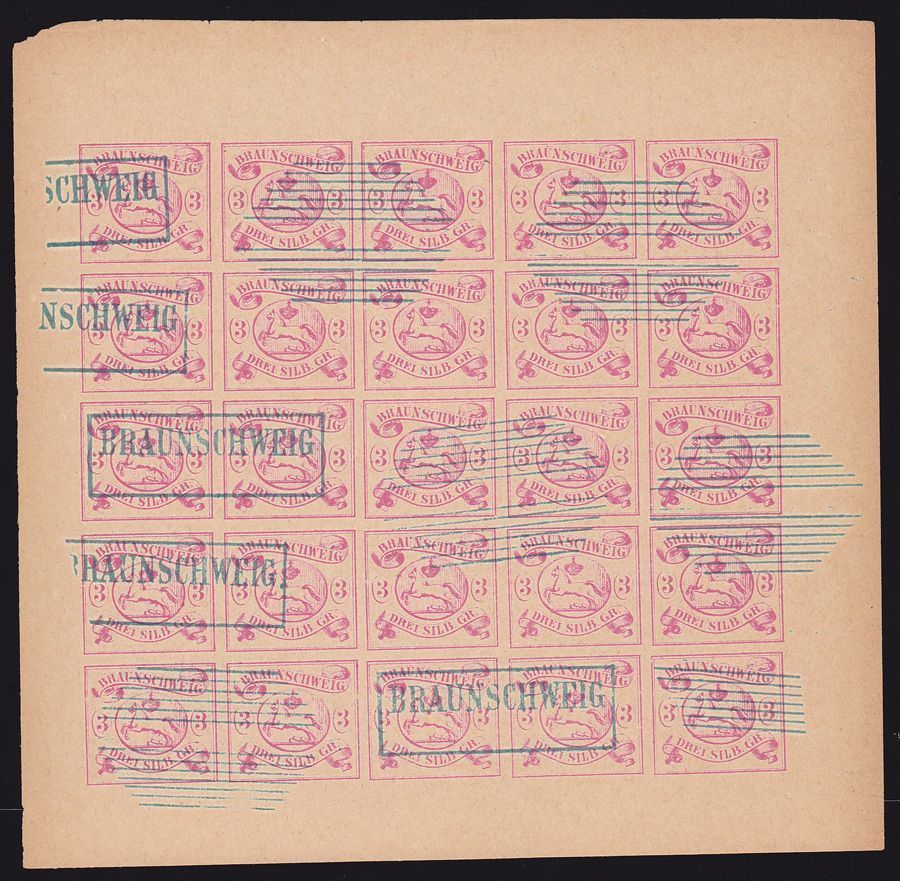 BRAUNSCHWEIG BRAUNSCHWEIG BRAUNSCHWEIG BRAUNSCHWEIG BRAUNSCHWEIG
SCHWEIG
3 3 3 3 3 3 3 3 3 3
DREI SILB. GR. DREI SILB. GR. DREI SILB. GR. DREI SILB. GR. DREI SILB. GR.
BRAUNSCHWEIG BRAUNSCHWEIG BRAUNSCHWEIG BRAUNSCHWEIG BRAUNSCHWEIG
NSCHWEIG
3 3 3 3 3 3 3 3 3 3
DREI SILB. GR. DREI SILB. GR. DREI SILB. GR. DREI SILB. GR. DREI SILB. GR.
BRAUNSCHWEIG BRAUNSCHWEIG BRAUNSCHWEIG BRAUNSCHWEIG BRAUNSCHWEIG
BRAUNSCHWEIG
3 3 3 3 3 3 3 3 3 3
DREI SILB. GR. DREI SILB. GR. DREI SILB. GR. DREI SILB. GR. DREI SILB. GR.
BRAUNSCHWEIG BRAUNSCHWEIG BRAUNSCHWEIG BRAUNSCHWEIG BRAUNSCHWEIG
BRAUNSCHWEIG
3 3 3 3 3 3 3 3 3 3
DREI SILB. GR. DREI SILB. GR. DREI SILB. GR. DREI SILB. GR. DREI SILB. GR.
BRAUNSCHWEIG BRAUNSCHWEIG BRAUNSCHWEIG BRAUNSCHWEIG BRAUNSCHWEIG
BRAUNSCHWEIG
3 3 3 3 3 3 3 3 3 3
DREI SILB. GR. DREI SILB. GR. DREI SILB. GR. DREI SILB. GR. DREI SILB. GR.